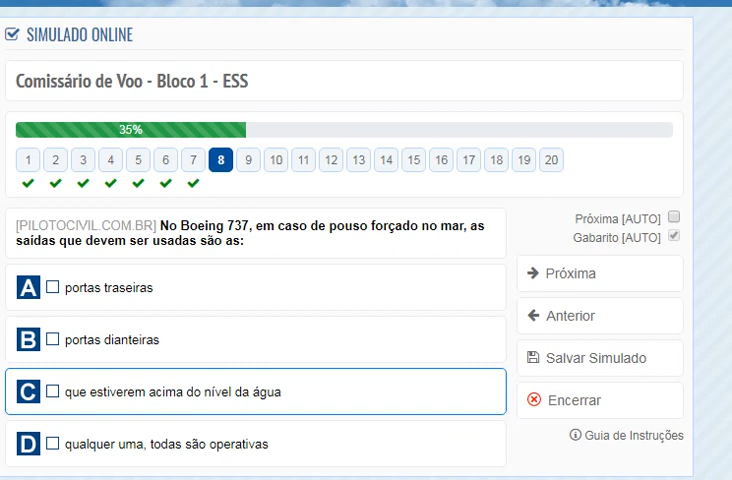 SIMULADO ONLINE
Comissário de Voo - Bloco 1 - ESS
35%
1 2 3 4 5 6 7 8 9 10 11 12 13 14 15 16 17 18 19 20
[PILOTOCIVIL.COM.BR] No Boeing 737, em caso de pouso forçado no mar, as
saídas que devem ser usadas são as:
A portas traseiras
B portas dianteiras
C que estiverem acima do nível da água
D qualquer uma, todas são operativas
Próxima [AUTO]
Gabarito [AUTO]
Próxima
Anterior
Salvar Simulado
Encerrar
Guia de Instruções